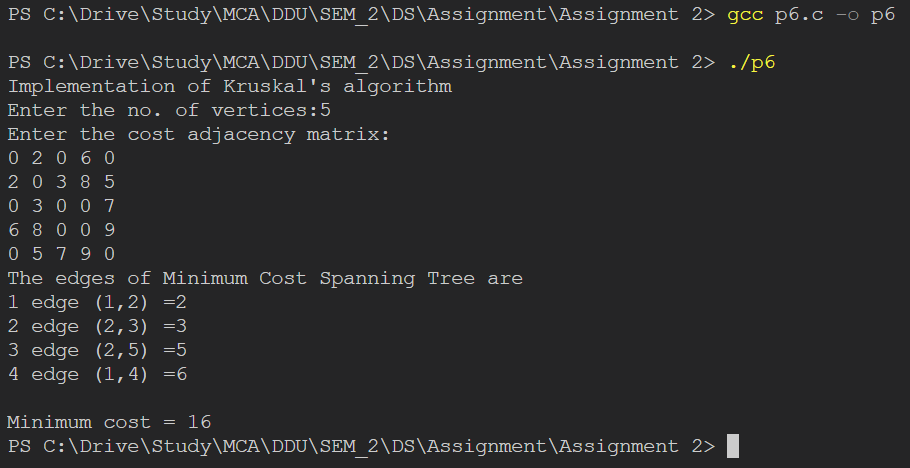 PS C:\Drive\Study\MCA\DDU\SEM_2\DS\Assignment\Assignment 2> gcc p6.c -o p6
PS C:\Drive\Study\MCA\DDU\SEM_2\DS\Assignment\Assignment 2> ./p6
Implementation of Kruskal's algorithm
Enter the no. of vertices:5
Enter the cost adjacency matrix:
0 2 0 6 0
2 0 3 8 5
0 3 0 0 7
6 8 0 0 9
0 5 7 9 0
The edges of Minimum Cost Spanning Tree are
1 edge (1,2) =2
2 edge (2,3) =3
3 edge (2,5) =5
4 edge (1,4) =6
Minimum cost = 16
PS C:\Drive\Study\MCA\DDU\SEM_2\DS\Assignment\Assignment 2>